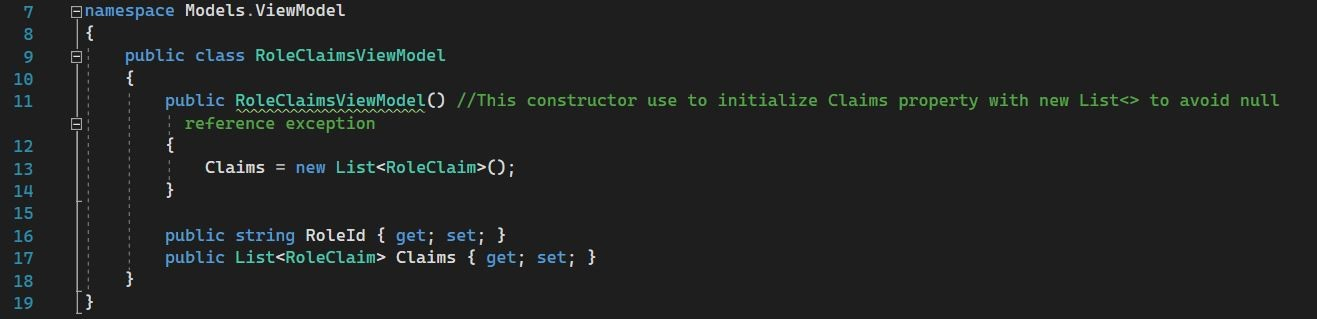 7 namespace Models.ViewModel
8 {
9 public class RoleClaimsViewModel
10 {
11 public RoleClaimsViewModel() //This constructor use to initialize Claims property with new List<> to avoid null
reference exception
12 {
13 Claims = new List<RoleClaim>();
14 }
15
16 public string RoleId { get; set; }
17 public List<RoleClaim> Claims { get; set; }
18 }
19 }